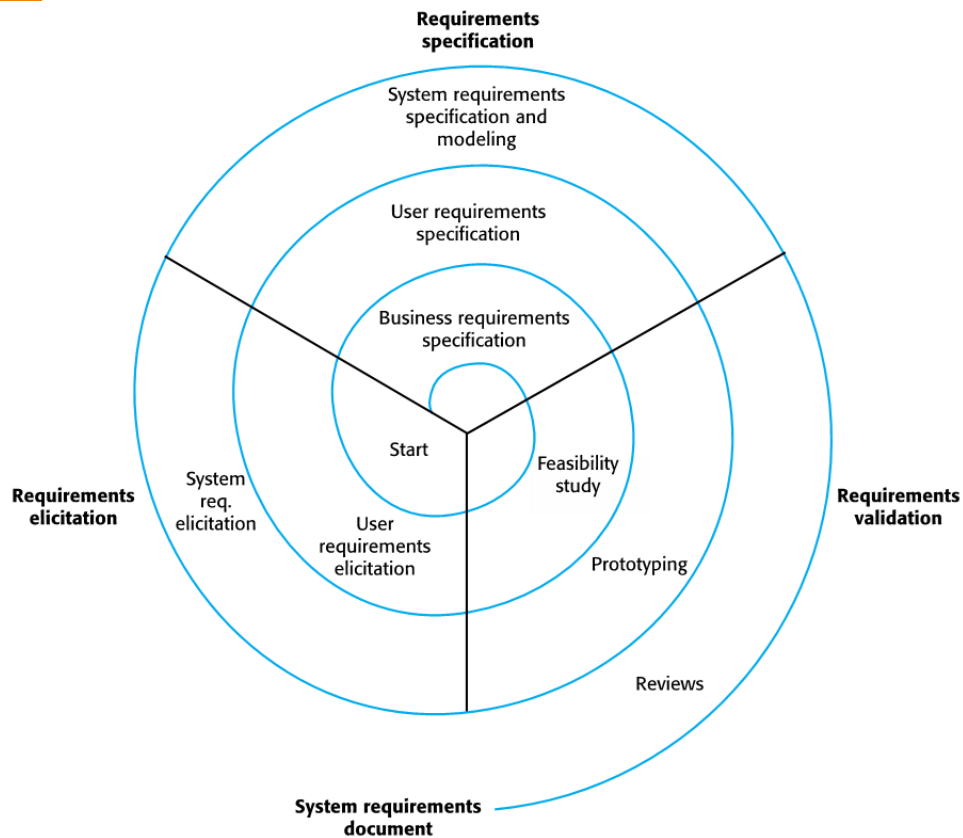 Requirements
specification
System requirements
specification and
modeling
User requirements
specification
Business requirements
specification
Start
Feasibility
study
System
req.
elicitation
Requirements
elicitation
Requirements
validation
User
requirements
elicitation
Prototyping
Reviews
System requirements
document